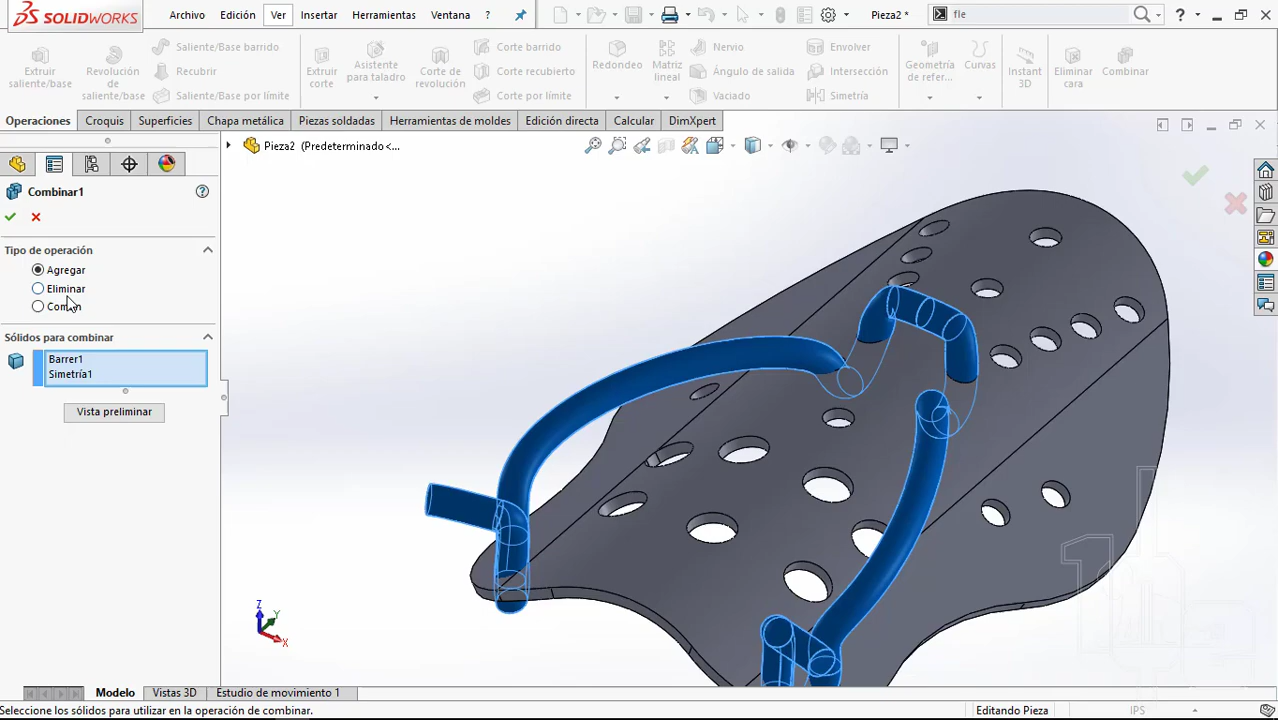 SOLIDWORKS
Archivo Edición Ver Insertar Herramientas Ventana ?
Pieza2 *
fle
Extruir saliente/base
Revolución de saliente/base
Saliente/Base barrido
Recubrir
Saliente/Base por límite
Extruir corte
Asistente para taladro
Corte de revolución
Corte barrido
Corte recubierto
Corte por límite
Redondeo
Matriz lineal
Nervio
Ángulo de salida
Vaciado
Envolver
Intersección
Simetría
Geometría de refer...
Curvas
Instant 3D
Eliminar cara
Combinar
Operaciones Croquis Superficies Chapa metálica Piezas soldadas Herramientas de moldes Edición directa Calcular DimXpert
Pieza2 (Predeterminado<...
Combinar1
Tipo de operación
Agregar
Eliminar
Sólidos para combinar
Barrer1
Simetría1
Vista preliminar
Z
Y
X
Modelo Vistas 3D Estudio de movimiento 1
Seleccione los sólidos para utilizar en la operación de combinar.
Editando Pieza
IPS